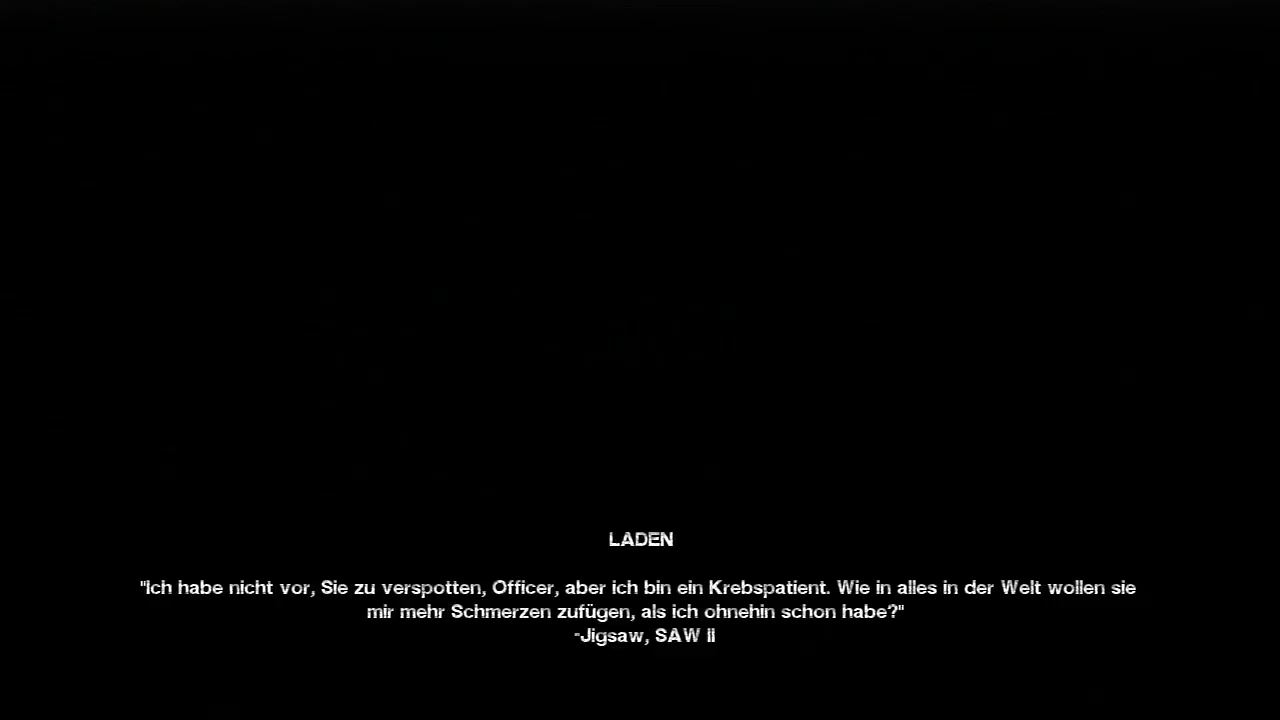 LADEN
"Ich habe nicht vor, Sie zu verspotten, Officer, aber ich bin ein Krebspatient. Wie in alles in der Welt wollen sie
mir mehr Schmerzen zufügen, als ich ohnehin schon habe?"
-Jigsaw, SAW II